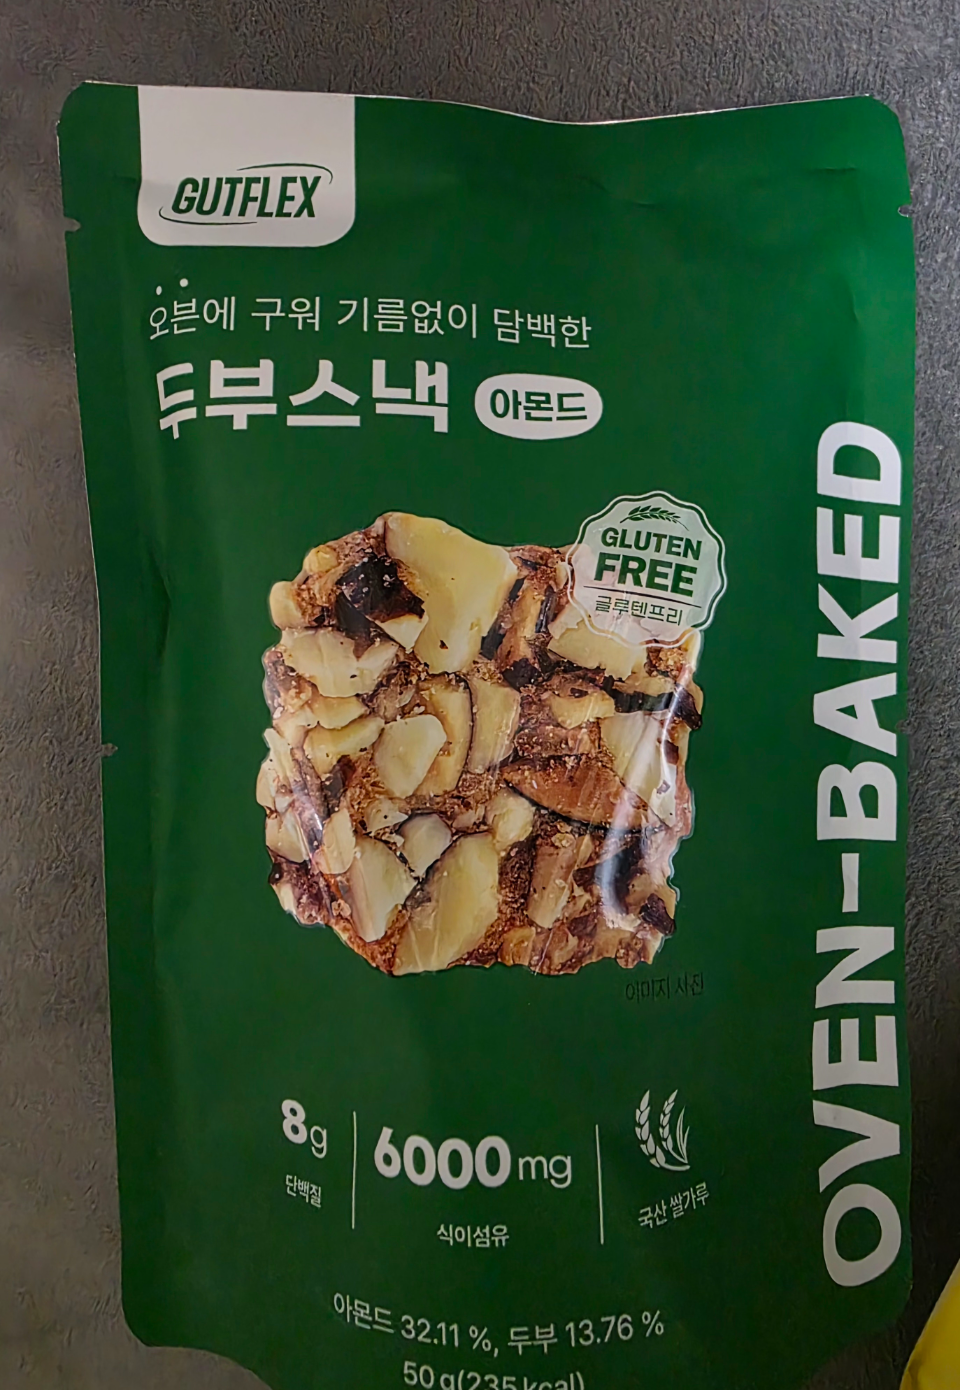 GUTFLEX
오븐에 구워 기름없이 담백한
두부스낵 아몬드
GLUTEN
FREE
글루텐프리
OVEN-BAKED
이미지 사진
8g
단백질
6000mg
식이섬유
국산 쌀가루
아몬드 32.11 %, 두부 13.76 %
50 g(235 kcal)